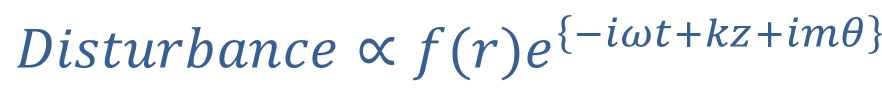 Disturbance ∝ f(r)e^{−iωt+kz+imθ}